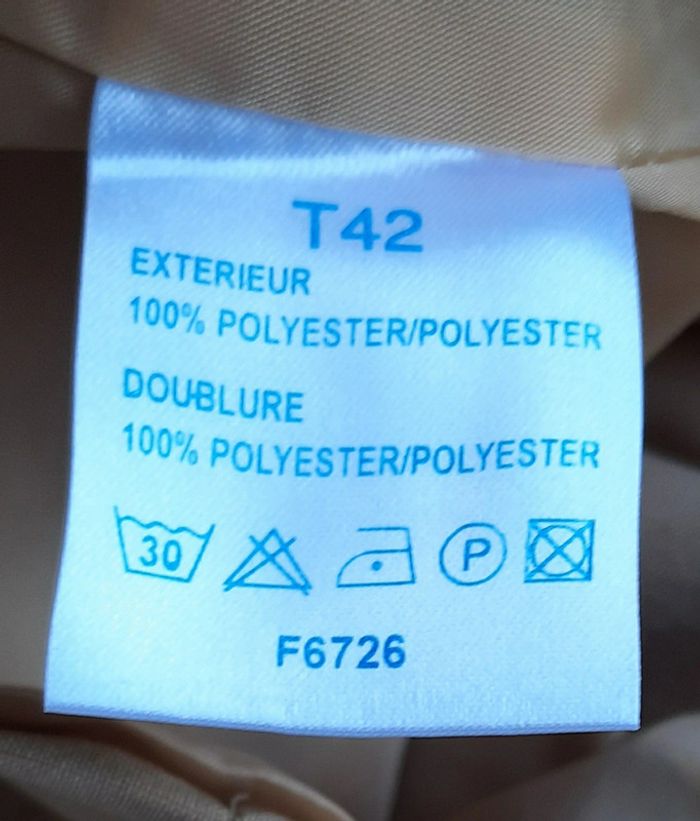 T42
EXTERIEUR
100% POLYESTER/POLYESTER
DOUBLURE
100% POLYESTER/POLYESTER
30 P
F6726